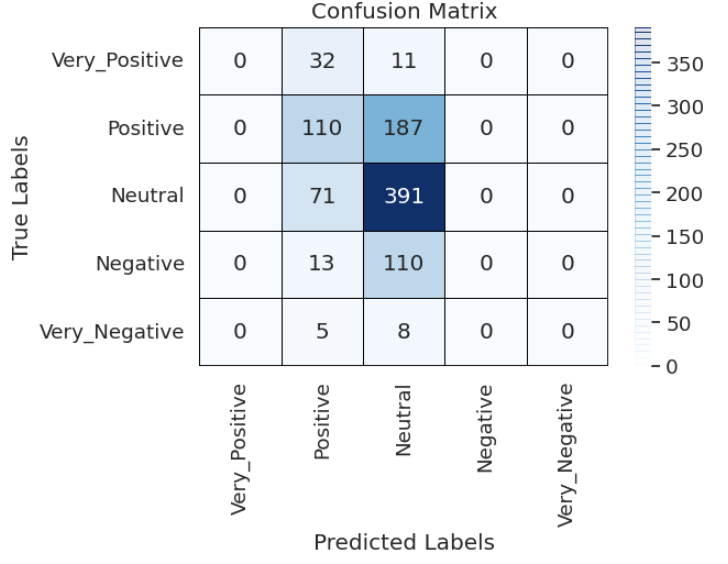 Confusion Matrix
True Labels
Very_Positive 0 32 11 0 0
Positive 0 110 187 0 0
Neutral 0 71 391 0 0
Negative 0 13 110 0 0
Very_Negative 0 5 8 0 0
Very_Positive Positive Neutral Negative Very_Negative
Predicted Labels
350
300
250
200
150
100
50
0